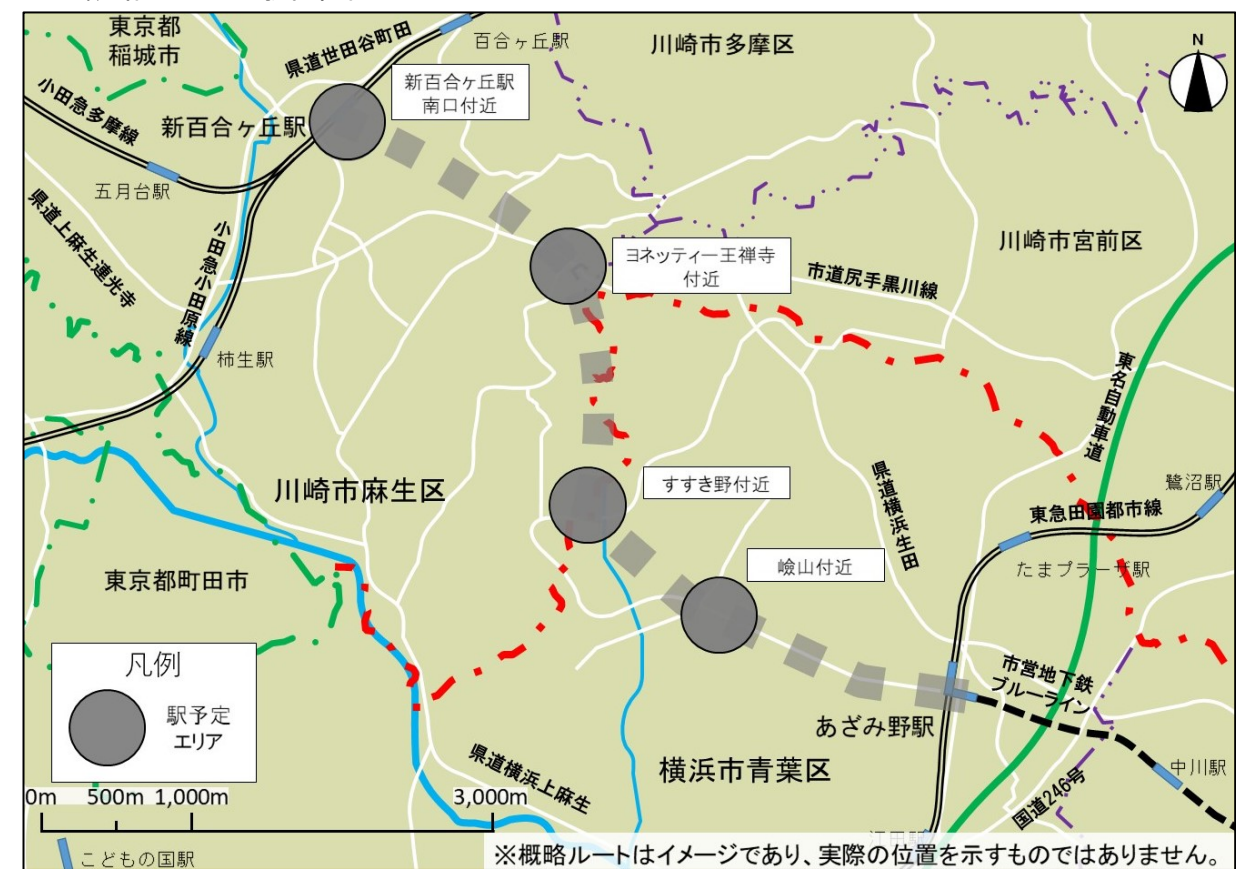 東京都
稲城市
県道世田谷町田
百合ヶ丘駅
川崎市多摩区
N
小田急多摩線
新百合ヶ丘駅
新百合ケ丘駅
南口付近
五月台駅
県道上麻生連光寺
小田急小田原線
ヨネッティー王禅寺
付近
川崎市宮前区
市道尻手黒川線
柿生駅
東名自動車道
川崎市麻生区
すすき野付近
県道横浜生田
鷺沼駅
東急田園都市線
東京都町田市
嶮山付近
たまプラーザ駅
凡例
駅予定
エリア
市営地下鉄
ブルーライン
あざみ野駅
横浜市青葉区
中川駅
県道横浜上麻生
国道246号
0m 500m 1,000m 3,000m
江田駅
こどもの国駅
※概略ルートはイメージであり、実際の位置を示すものではありません。